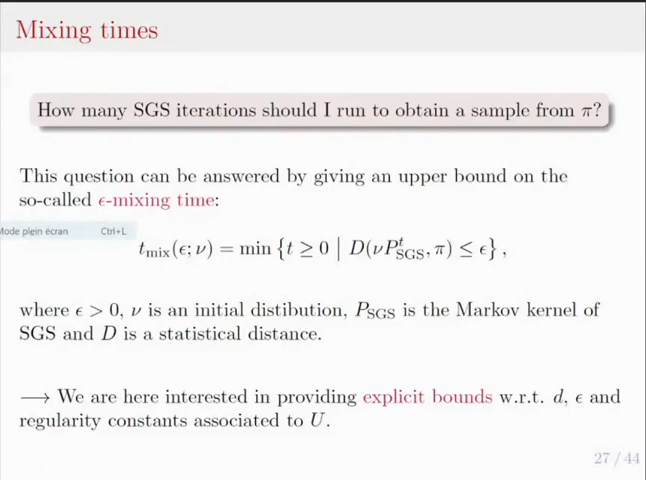 Mixing times
How many SGS iterations should I run to obtain a sample from π?
This question can be answered by giving an upper bound on the
so-called ϵ-mixing time:
Mode plein écran Ctrl+L
t_mix(ϵ; ν) = min {t ≥ 0 | D(νP^t_SGS, π) ≤ ϵ} ,
where ϵ > 0, ν is an initial distibution, P_SGS is the Markov kernel of
SGS and D is a statistical distance.
⟶ We are here interested in providing explicit bounds w.r.t. d, ϵ and
regularity constants associated to U.
27 / 44